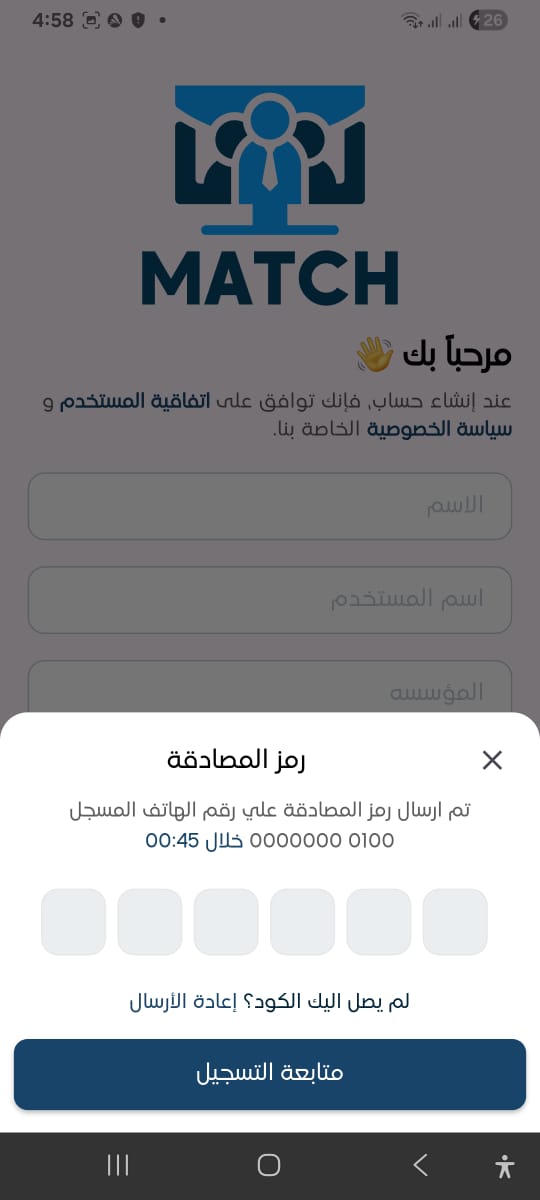 4:58
26
MATCH
مرحباً بك 👋
عند إنشاء حساب, فإنك توافق على اتفاقية المستخدم و
سياسة الخصوصية الخاصة بنا.
الاسم
اسم المستخدم
المؤسسه
رمز المصادقة
تم ارسال رمز المصادقة علي رقم الهاتف المسجل
0100 0000000 خلال 00:45
لم يصل اليك الكود؟ إعادة الأرسال
متابعة التسجيل